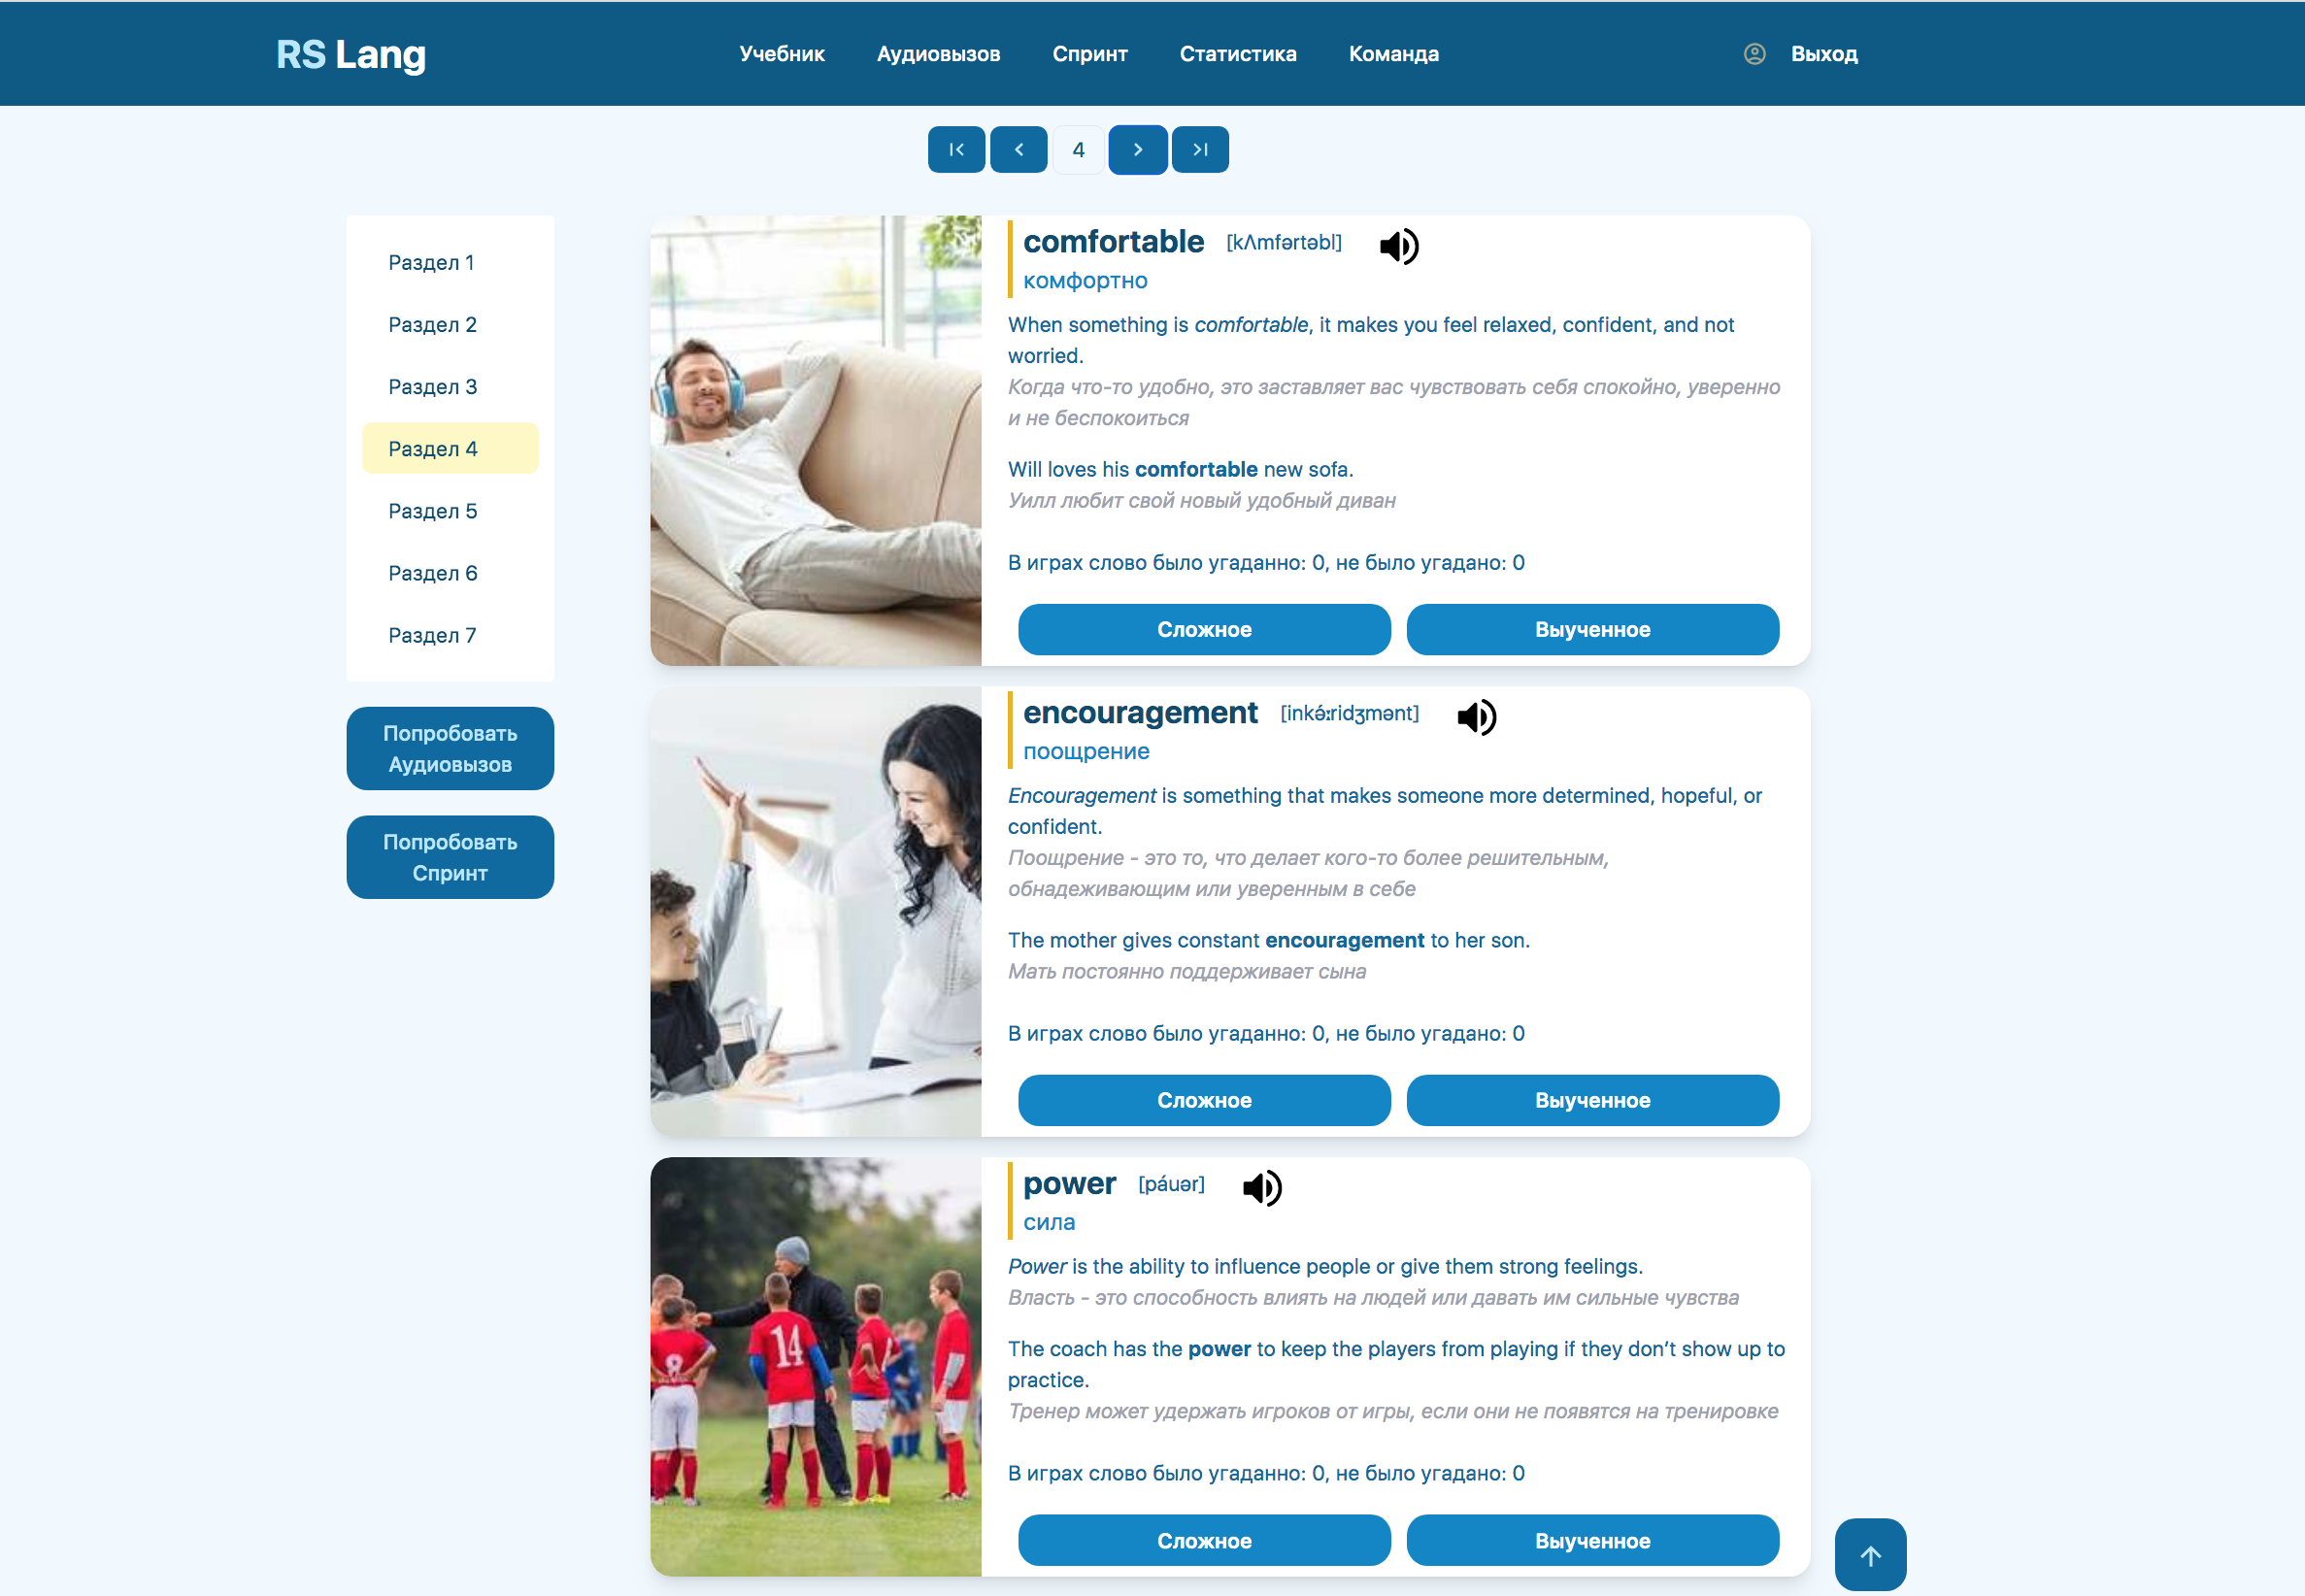 RS Lang
Учебник
Аудиовызов
Спринт
Статистика
Команда
Выход
4
Раздел 1
Раздел 2
Раздел 3
Раздел 4
Раздел 5
Раздел 6
Раздел 7
Попробовать
Аудиовызов
Попробовать
Спринт
comfortable [kΛmfərtəbl]
комфортно
When something is comfortable, it makes you feel relaxed, confident, and not
worried.
Когда что-то удобно, это заставляет вас чувствовать себя спокойно, уверенно
и не беспокоиться
Will loves his comfortable new sofa.
Уилл любит свой новый удобный диван
В играх слово было угаданно: 0, не было угадано: 0
Сложное
Выученное
encouragement [inkə́ːridʒmənt]
поощрение
Encouragement is something that makes someone more determined, hopeful, or
confident.
Поощрение - это то, что делает кого-то более решительным,
обнадеживающим или уверенным в себе
The mother gives constant encouragement to her son.
Мать постоянно поддерживает сына
В играх слово было угаданно: 0, не было угадано: 0
Сложное
Выученное
14
8
power [páuər]
сила
Power is the ability to influence people or give them strong feelings.
Власть - это способность влиять на людей или давать им сильные чувства
The coach has the power to keep the players from playing if they don’t show up to
practice.
Тренер может удержать игроков от игры, если они не появятся на тренировке
В играх слово было угаданно: 0, не было угадано: 0
Сложное
Выученное